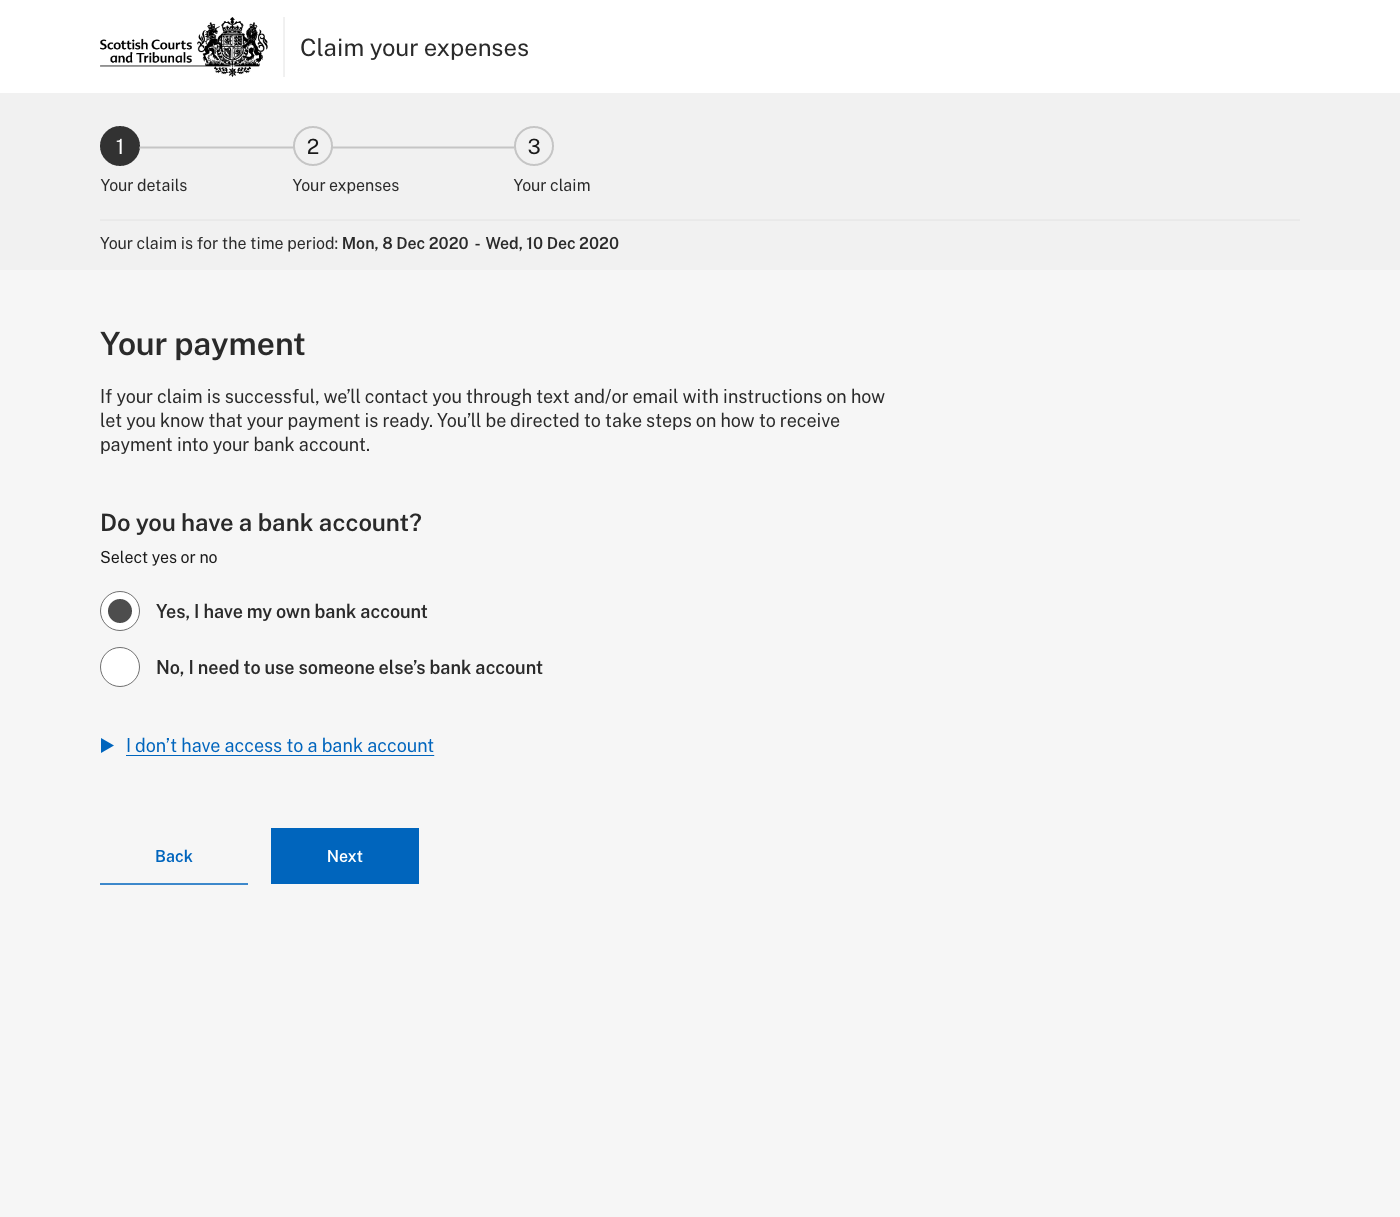 Scottish Courts
and Tribunals
Claim your expenses
1
2
3
Your details
Your expenses
Your claim
Your claim is for the time period: Mon, 8 Dec 2020 - Wed, 10 Dec 2020
Your payment
If your claim is successful, we’ll contact you through text and/or email with instructions on how
let you know that your payment is ready. You’ll be directed to take steps on how to receive
payment into your bank account.
Do you have a bank account?
Select yes or no
Yes, I have my own bank account
No, I need to use someone else’s bank account
I don’t have access to a bank account
Back
Next